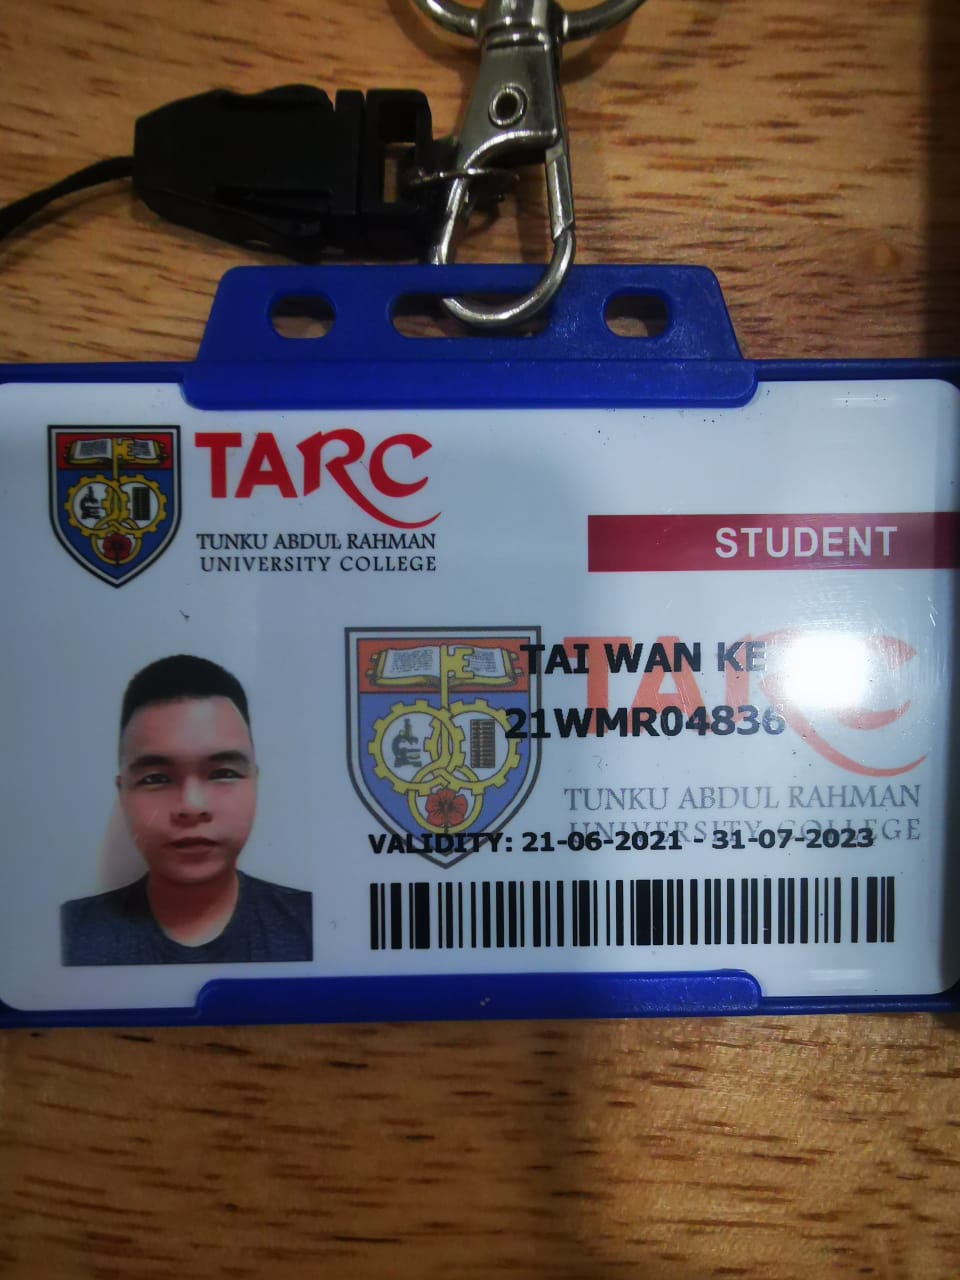 TARC
TUNKU ABDUL RAHMAN
UNIVERSITY COLLEGE
STUDENT
TAI WAN
21WMR04836
TARC
TUNKU ABDUL RAHMAN
UNIVERSITY COLLEGE
VALIDITY: 21-06-2021 - 31-07-2023